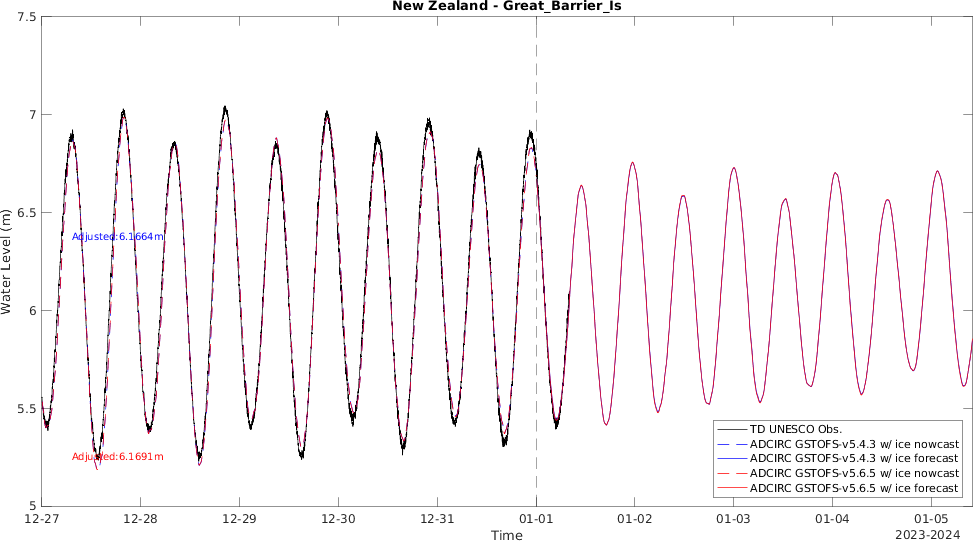 New Zealand - Great_Barrier_Is
7.5
7
6.5
6
5.5
5
Water Level (m)
Adjusted:6.1664m
Adjusted:6.1691m
TD UNESCO Obs.
ADCIRC GSTOFS-v5.4.3 w/ ice nowcast
ADCIRC GSTOFS-v5.4.3 w/ ice forecast
ADCIRC GSTOFS-v5.6.5 w/ ice nowcast
ADCIRC GSTOFS-v5.6.5 w/ ice forecast
12-27 12-28 12-29 12-30 12-31 01-01 01-02 01-03 01-04 01-05
Time
2023-2024